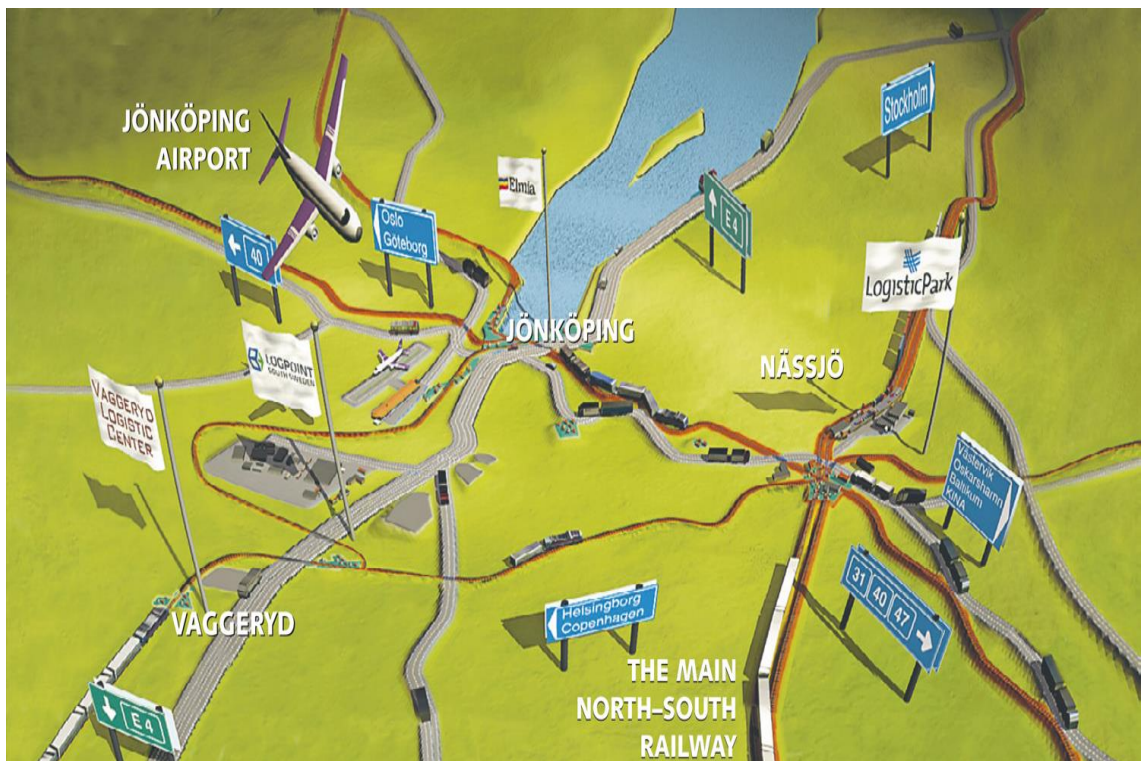 JÖNKÖPING
AIRPORT
Stockholm
Elmia
Oslo
Göteborg
E4
40
LogisticPark
JÖNKÖPING
LOGPOINT
SOUTH SWEDEN
NÄSSJÖ
VAGGERYD
LOGISTIC
CENTER
Västervik
Oskarshamn
Baltikum
KINA
31 40 47
Helsingborg
Copenhagen
VAGGERYD
THE MAIN
NORTH–SOUTH
RAILWAY
E4